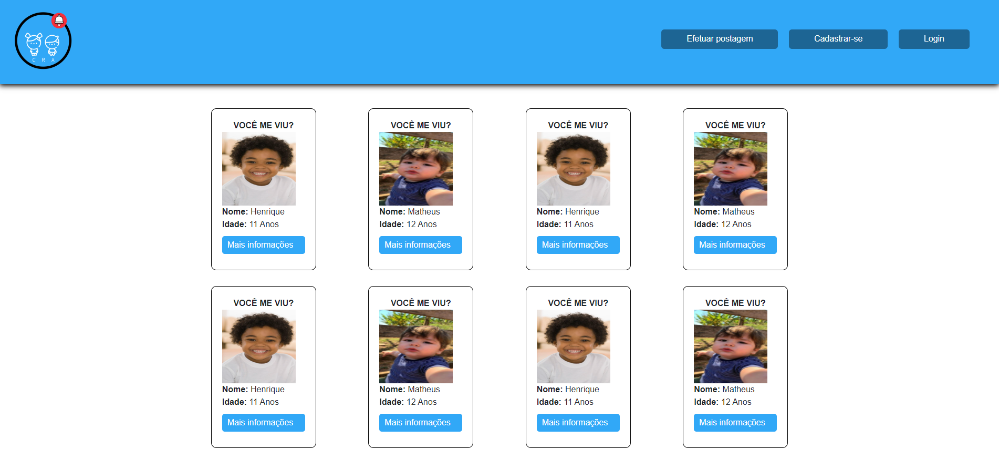 C R A
Efetuar postagem
Cadastrar-se
Login
VOCÊ ME VIU?
Nome: Henrique
Idade: 11 Anos
Mais informações
VOCÊ ME VIU?
Nome: Matheus
Idade: 12 Anos
Mais informações
VOCÊ ME VIU?
Nome: Henrique
Idade: 11 Anos
Mais informações
VOCÊ ME VIU?
Nome: Matheus
Idade: 12 Anos
Mais informações
VOCÊ ME VIU?
Nome: Henrique
Idade: 11 Anos
Mais informações
VOCÊ ME VIU?
Nome: Matheus
Idade: 12 Anos
Mais informações
VOCÊ ME VIU?
Nome: Henrique
Idade: 11 Anos
Mais informações
VOCÊ ME VIU?
Nome: Matheus
Idade: 12 Anos
Mais informações